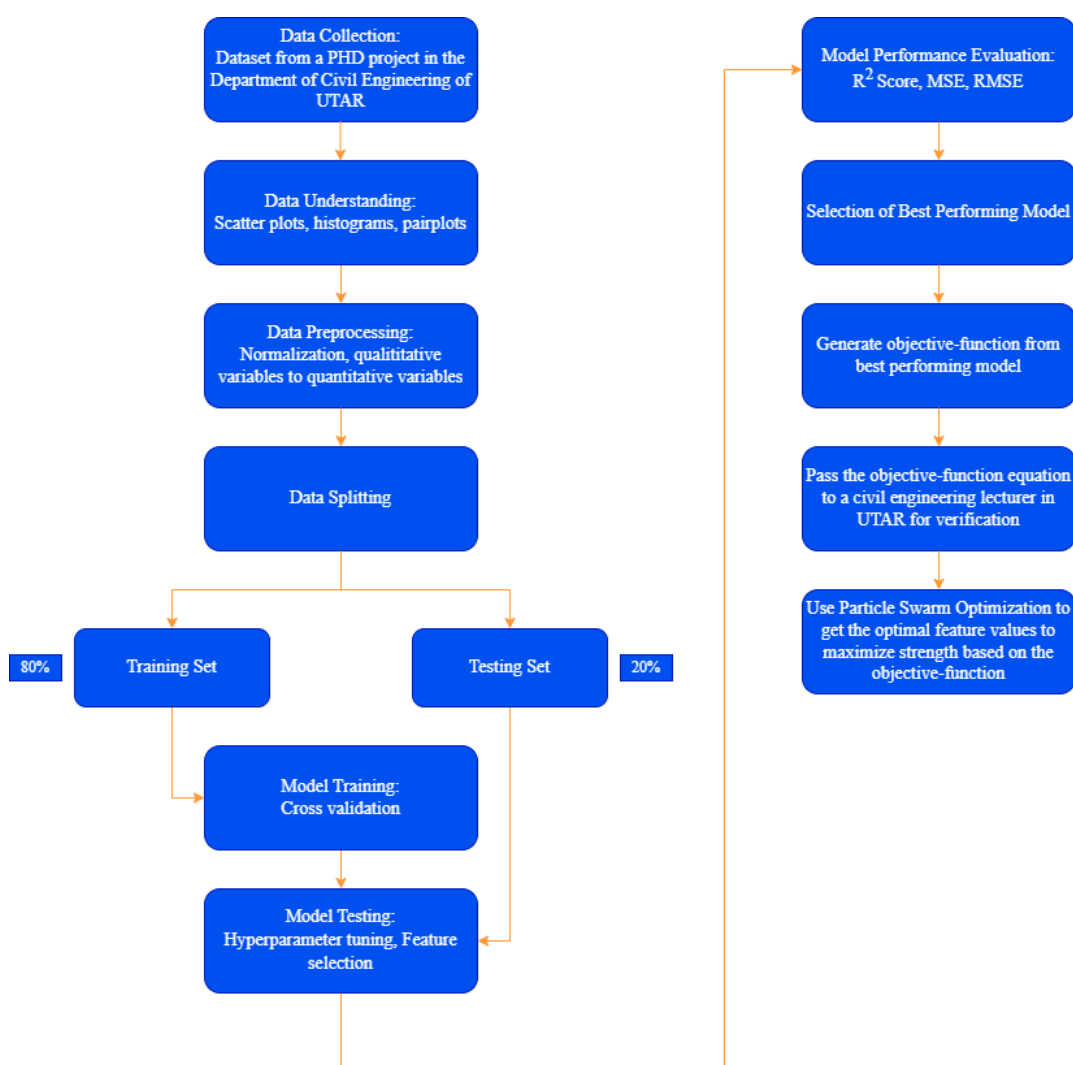 Data Collection:
Dataset from a PHD project in the
Department of Civil Engineering of
UTAR
Data Understanding:
Scatter plots, histograms, pairplots
Data Preprocessing:
Normalization, qualititative
variables to quantitative variables
Data Splitting
80%
Training Set
Testing Set
20%
Model Training:
Cross validation
Model Testing:
Hyperparameter tuning, Feature
selection
Model Performance Evaluation:
R² Score, MSE, RMSE
Selection of Best Performing Model
Generate objective-function from
best performing model
Pass the objective-function equation
to a civil engineering lecturer in
UTAR for verification
Use Particle Swarm Optimization to
get the optimal feature values to
maximize strength based on the
objective-function